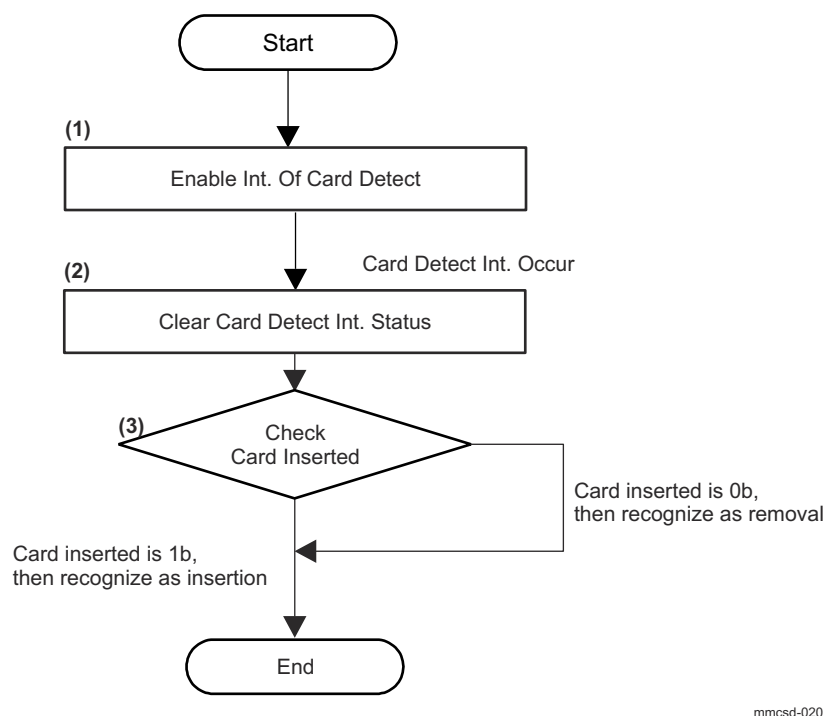 Start
(1)
Enable Int. Of Card Detect
Card Detect Int. Occur
(2)
Clear Card Detect Int. Status
(3)
Check
Card Inserted
Card inserted is 0b,
then recognize as removal
Card inserted is 1b,
then recognize as insertion
End
mmcsd-020